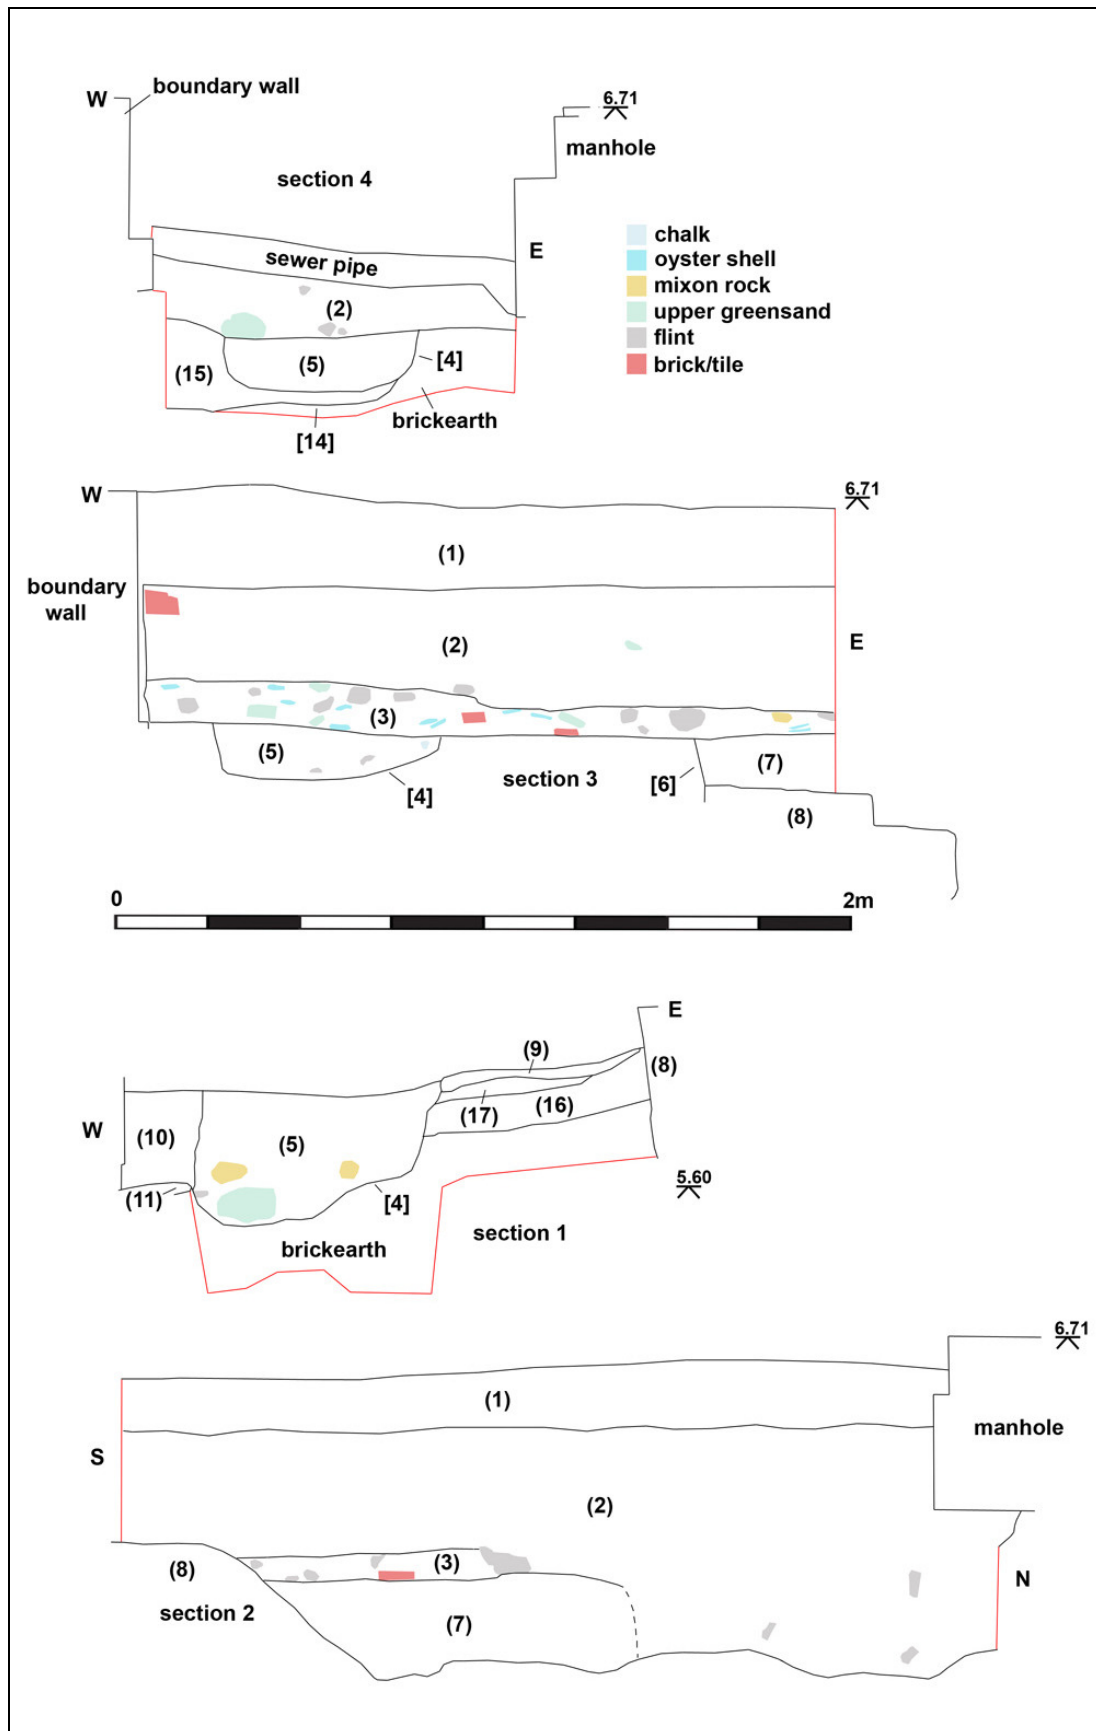 W
boundary wall
6.71
manhole
section 4
E
chalk
oyster shell
mixon rock
upper greensand
flint
brick/tile
sewer pipe
(2)
(15)
(5)
[4]
brickearth
[14]
W
6.71
(1)
boundary
wall
(2)
E
(3)
(5)
section 3
(7)
[6]
[4]
(8)
0
2m
E
(9)
(8)
(17)
(16)
W
(10)
(5)
(11)
[4]
5.60
section 1
brickearth
6.71
(1)
manhole
S
(2)
(3)
(8)
N
section 2
(7)